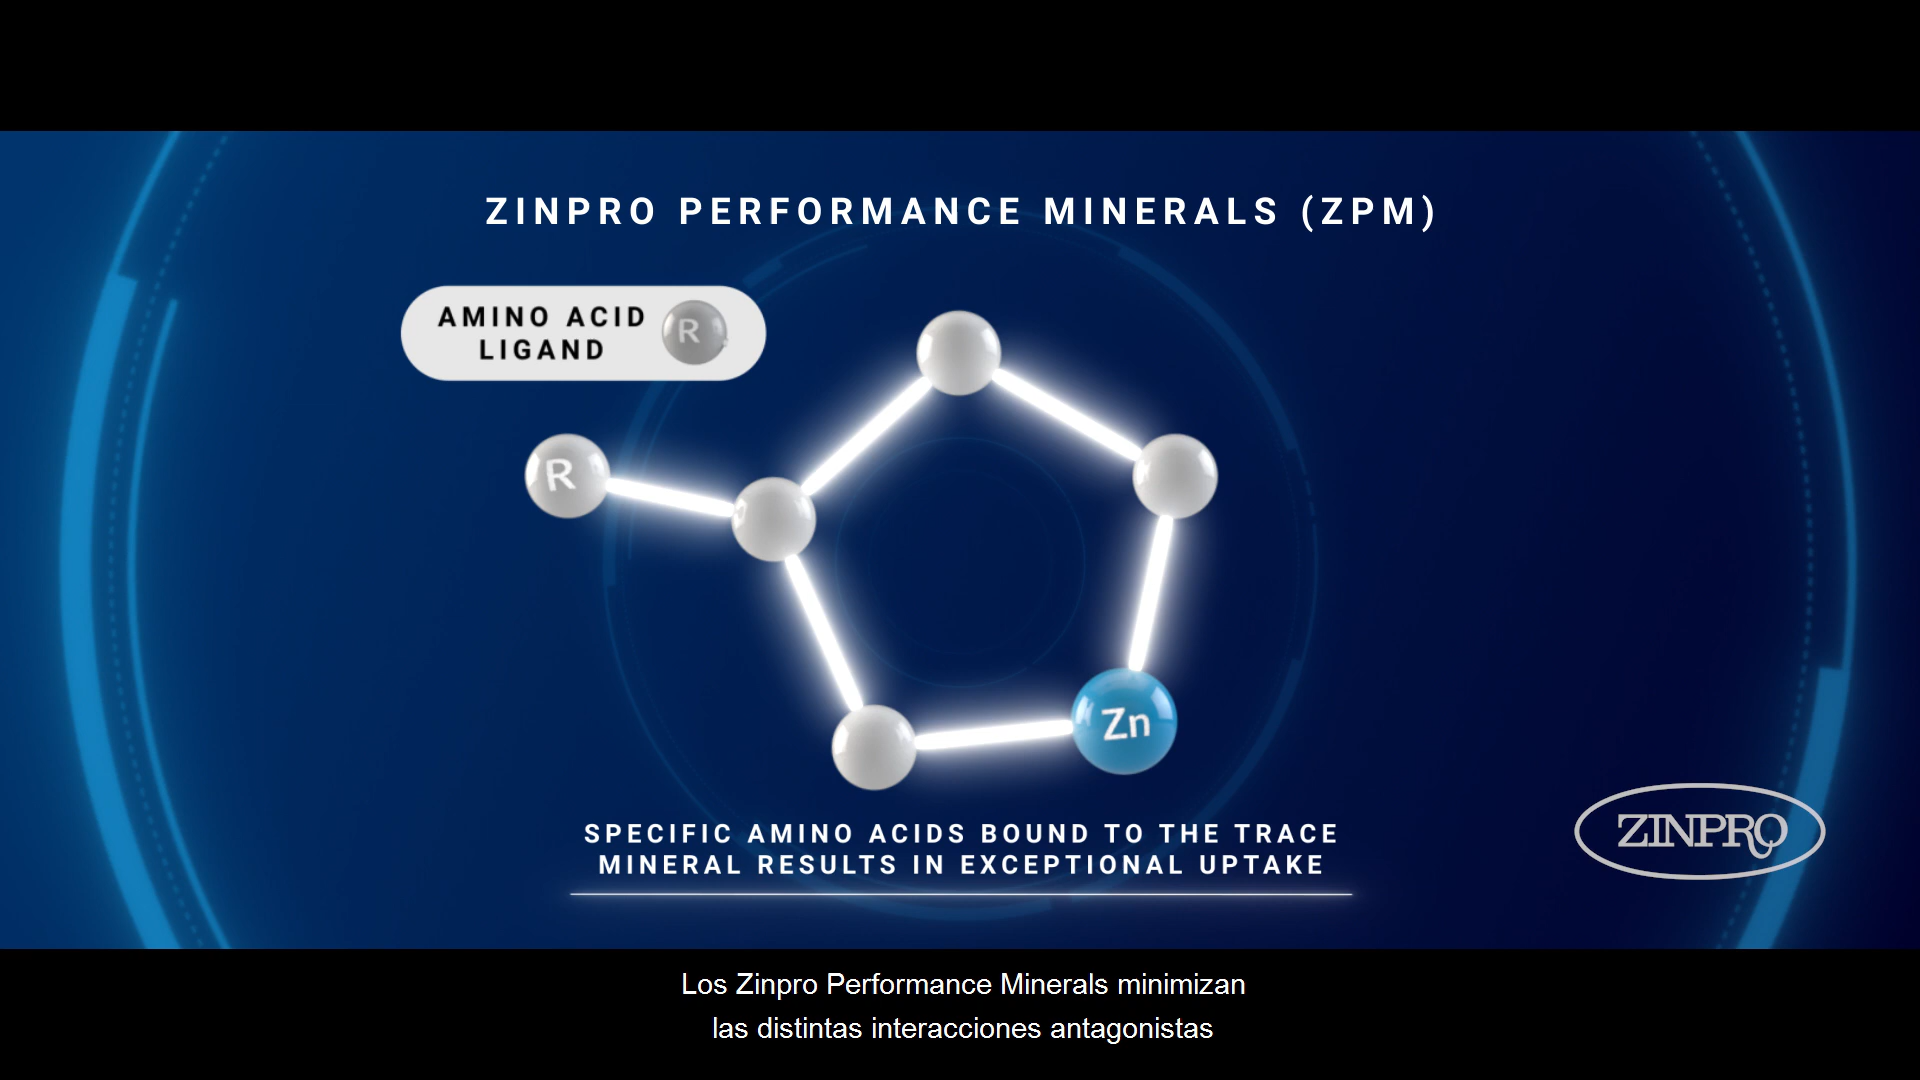 ZINPRO PERFORMANCE MINERALS (ZPM)
AMINO ACID
LIGAND
R
R
Zn
SPECIFIC AMINO ACIDS BOUND TO THE TRACE
MINERAL RESULTS IN EXCEPTIONAL UPTAKE
ZINPRO
Los Zinpro Performance Minerals minimizan
las distintas interacciones antagonistas